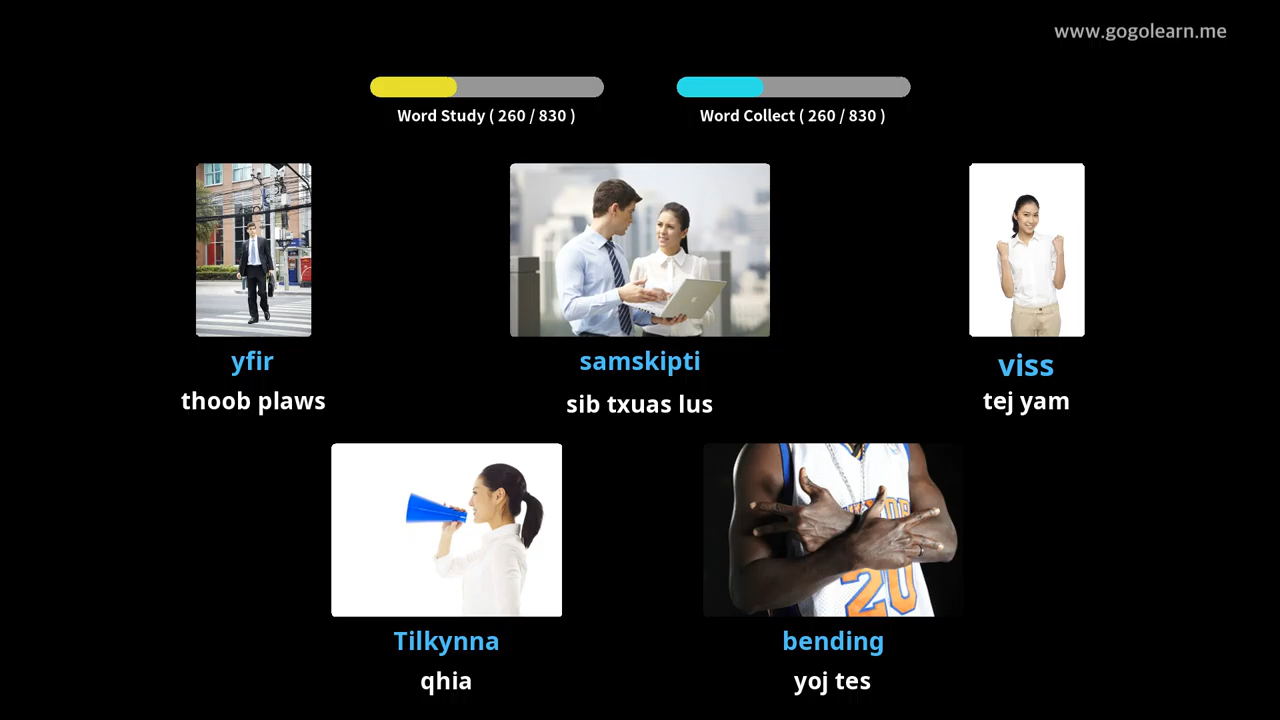 www.gogolearn.me
Word Study ( 260 / 830 )
Word Collect ( 260 / 830 )
yfir
samskipti
viss
thoob plaws
sib txuas lus
tej yam
20
Tilkynna
bending
qhia
yoj tes